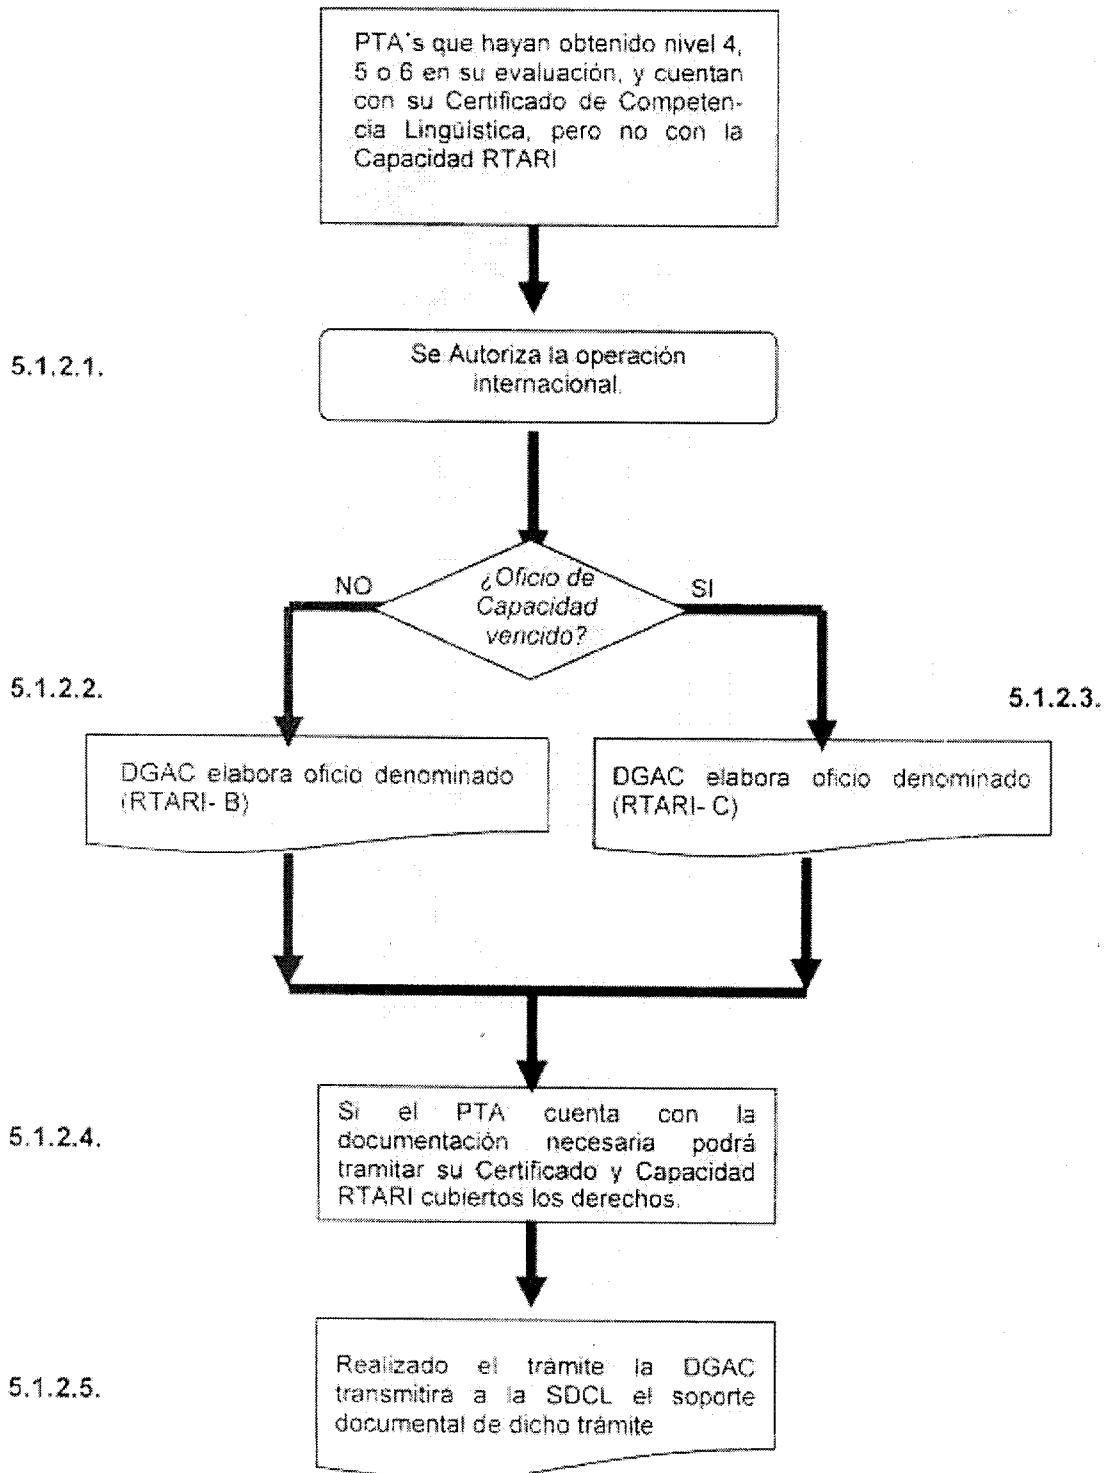 PTA´s que hayan obtenido nivel 4,
5 o 6 en su evaluación, y cuentan
con su Certificado de Competen-
cia Lingüística, pero no con la
Capacidad RTARI
5.1.2.1.
Se Autoriza la operación
internacional.
¿Oficio de
Capacidad
vencido?
NO
SI
5.1.2.2.
5.1.2.3.
DGAC elabora oficio denominado
(RTARI- B)
DGAC elabora oficio denominado
(RTARI- C)
5.1.2.4.
Si el PTA cuenta con la
documentación necesaria podrá
tramitar su Certificado y Capacidad
RTARI cubiertos los derechos.
5.1.2.5.
Realizado el trámite la DGAC
transmitirá a la SDCL el soporte
documental de dicho trámite